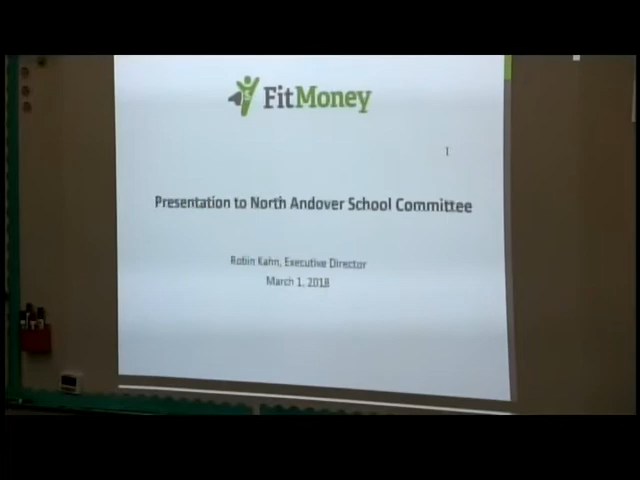 FitMoney
Presentation to North Andover School Committee
Robin Kahn, Executive Director
March 1, 2018